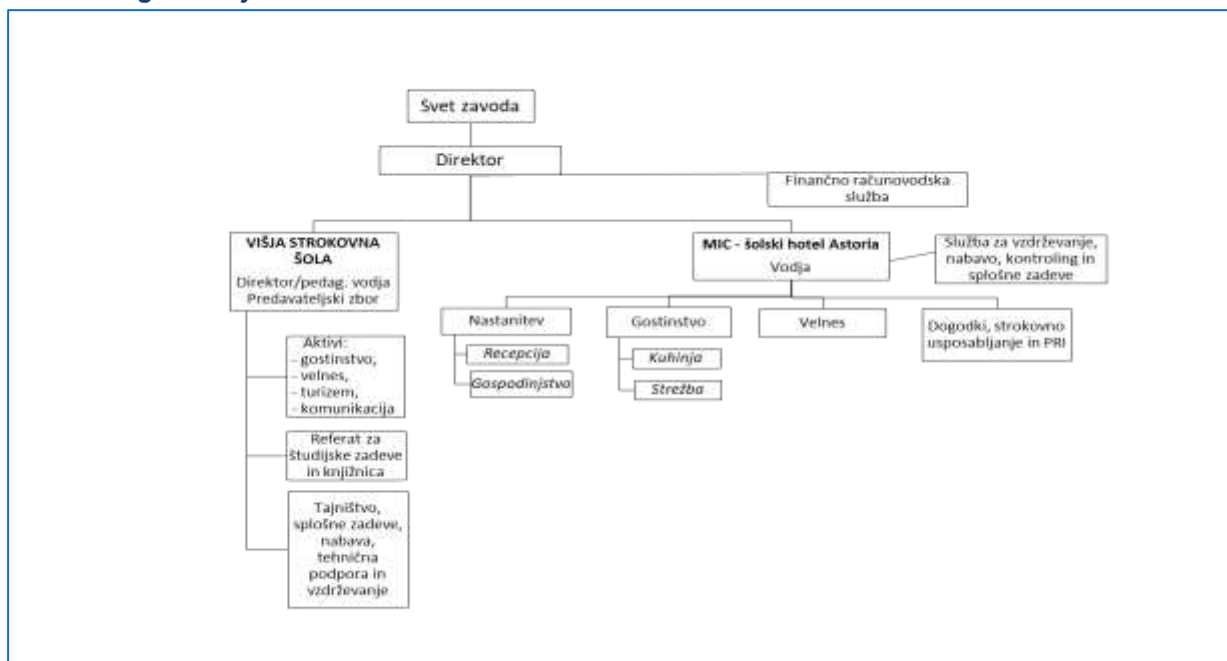 Svet zavoda
Direktor
Finančno računovodska
služba
VIŠJA STROKOVNA
ŠOLA
Direktor/pedag. vodja
Predavateljski zbor
MIC - šolski hotel Astoria
Vodja
Služba za vzdrževanje,
nabavo, kontroling in
splošne zadeve
Nastanitev
Recepcija
Gospodinjstvo
Gostinstvo
Kuhinja
Strežba
Velnes
Dogodki, strokovno
usposabljanje in PRI
Aktivi:
- gostinstvo,
- velnes,
- turizem,
- komunikacija
Referat za
študijske zadeve
in knjižnica
Tajništvo,
splošne zadeve,
nabava,
tehnična
podpora in
vzdrževanje